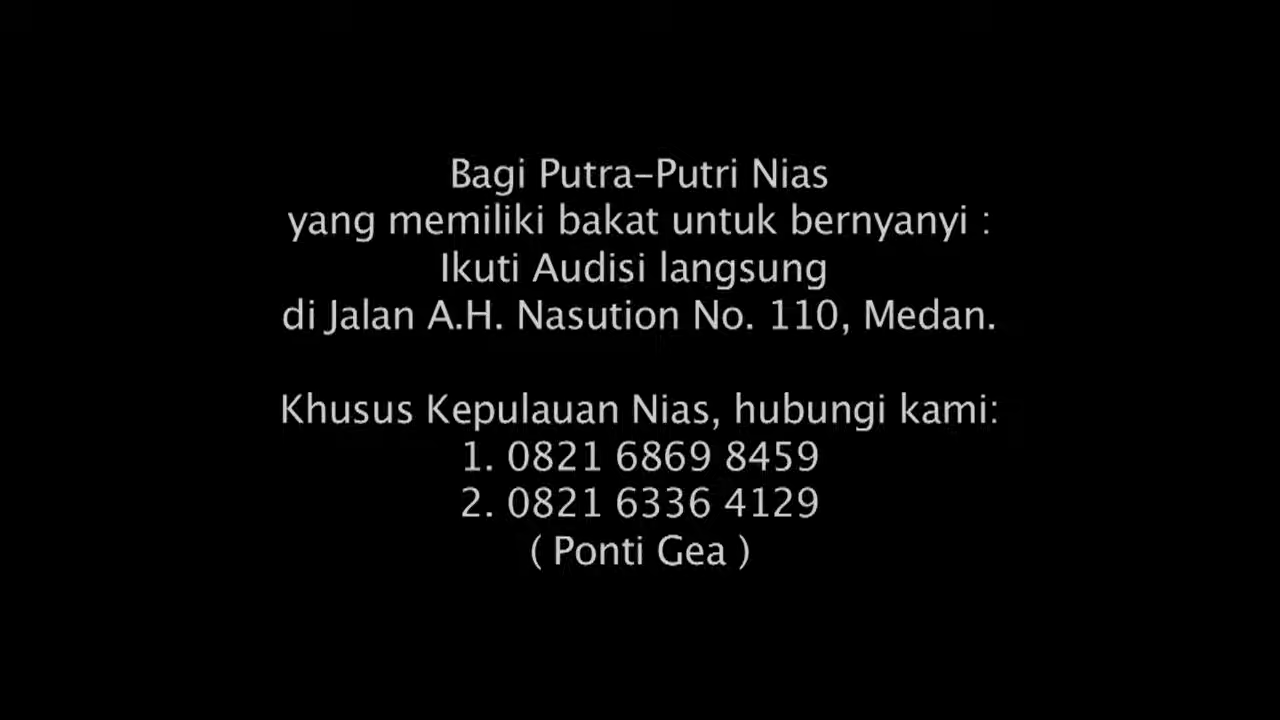 Bagi Putra-Putri Nias
yang memiliki bakat untuk bernyanyi :
Ikuti Audisi langsung
di Jalan A.H. Nasution No. 110, Medan.
Khusus Kepulauan Nias, hubungi kami:
1. 0821 6869 8459
2. 0821 6336 4129
( Ponti Gea )